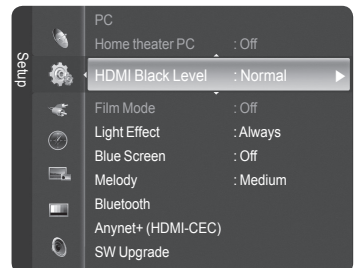 Setup
PC
Home theater PC : Off
HDMI Black Level : Normal
Film Mode : Off
Light Effect : Always
Blue Screen : Off
Melody : Medium
Bluetooth
Anynet+ (HDMI-CEC)
SW Upgrade